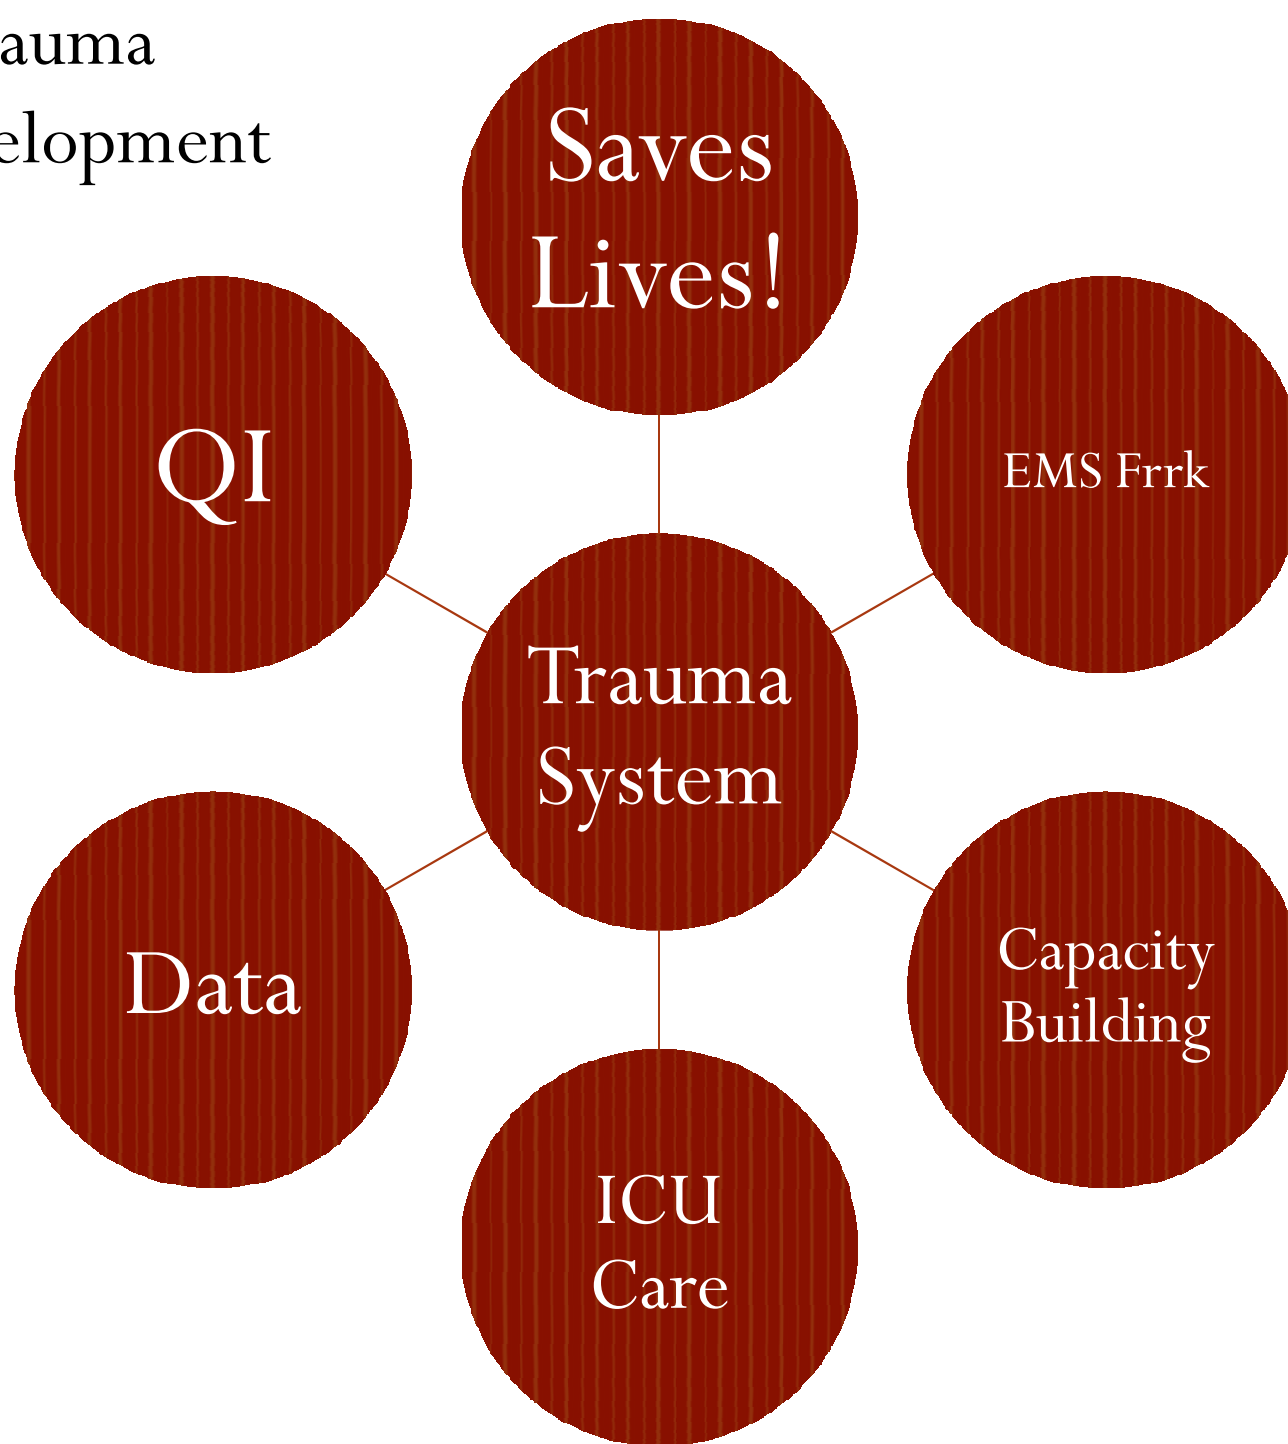 auma
elopment
Saves
Lives!
QI
EMS Frrk
Trauma
System
Data
Capacity
Building
ICU
Care